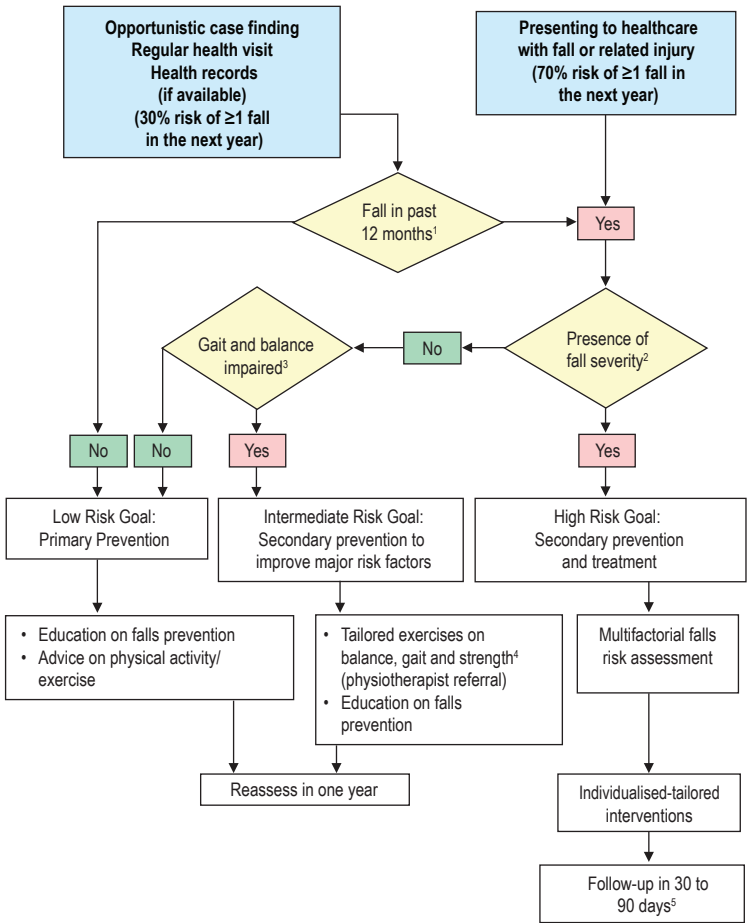 Opportunistic case finding
Regular health visit
Health records
(if available)
(30% risk of ≥1 fall
in the next year)
Presenting to healthcare
with fall or related injury
(70% risk of ≥1 fall in
the next year)
Fall in past
12 months¹
Yes
Gait and balance
impaired³
No
Presence of
fall severity²
No
No
Yes
Yes
Low Risk Goal:
Primary Prevention
Intermediate Risk Goal:
Secondary prevention to
improve major risk factors
High Risk Goal:
Secondary prevention
and treatment
• Education on falls prevention
• Advice on physical activity/
exercise
• Tailored exercises on
balance, gait and strength⁴
(physiotherapist referral)
• Education on falls
prevention
Multifactorial falls
risk assessment
Reassess in one year
Individualised-tailored
interventions
Follow-up in 30 to
90 days⁵